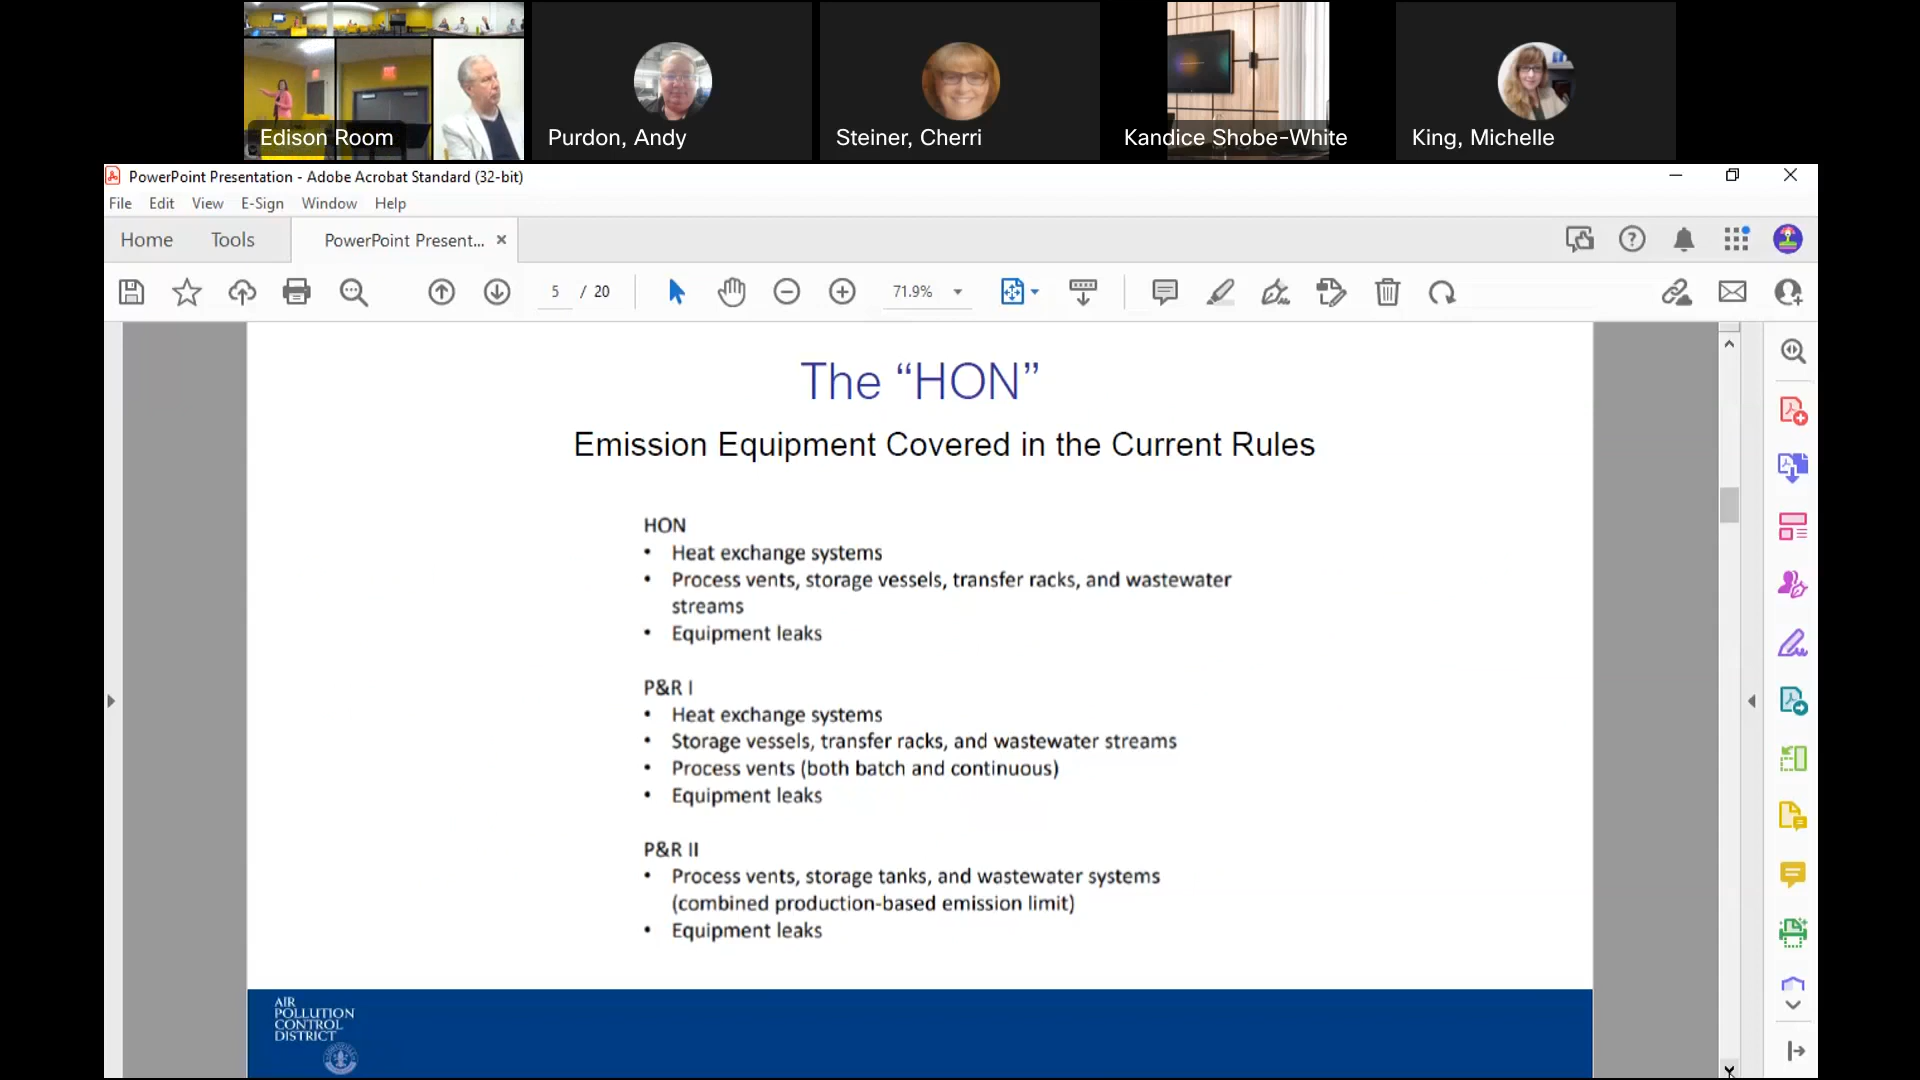 Edison Room
Purdon, Andy
Steiner, Cherri
Kandice Shobe-White
King, Michelle
PowerPoint Presentation - Adobe Acrobat Standard (32-bit)
File Edit View E-Sign Window Help
Home Tools PowerPoint Present...
5 / 20
71.9%
The “HON”
Emission Equipment Covered in the Current Rules
HON
• Heat exchange systems
• Process vents, storage vessels, transfer racks, and wastewater
streams
• Equipment leaks
P&R I
• Heat exchange systems
• Storage vessels, transfer racks, and wastewater streams
• Process vents (both batch and continuous)
• Equipment leaks
P&R II
• Process vents, storage tanks, and wastewater systems
(combined production-based emission limit)
• Equipment leaks
AIR
POLLUTION
CONTROL
DISTRICT